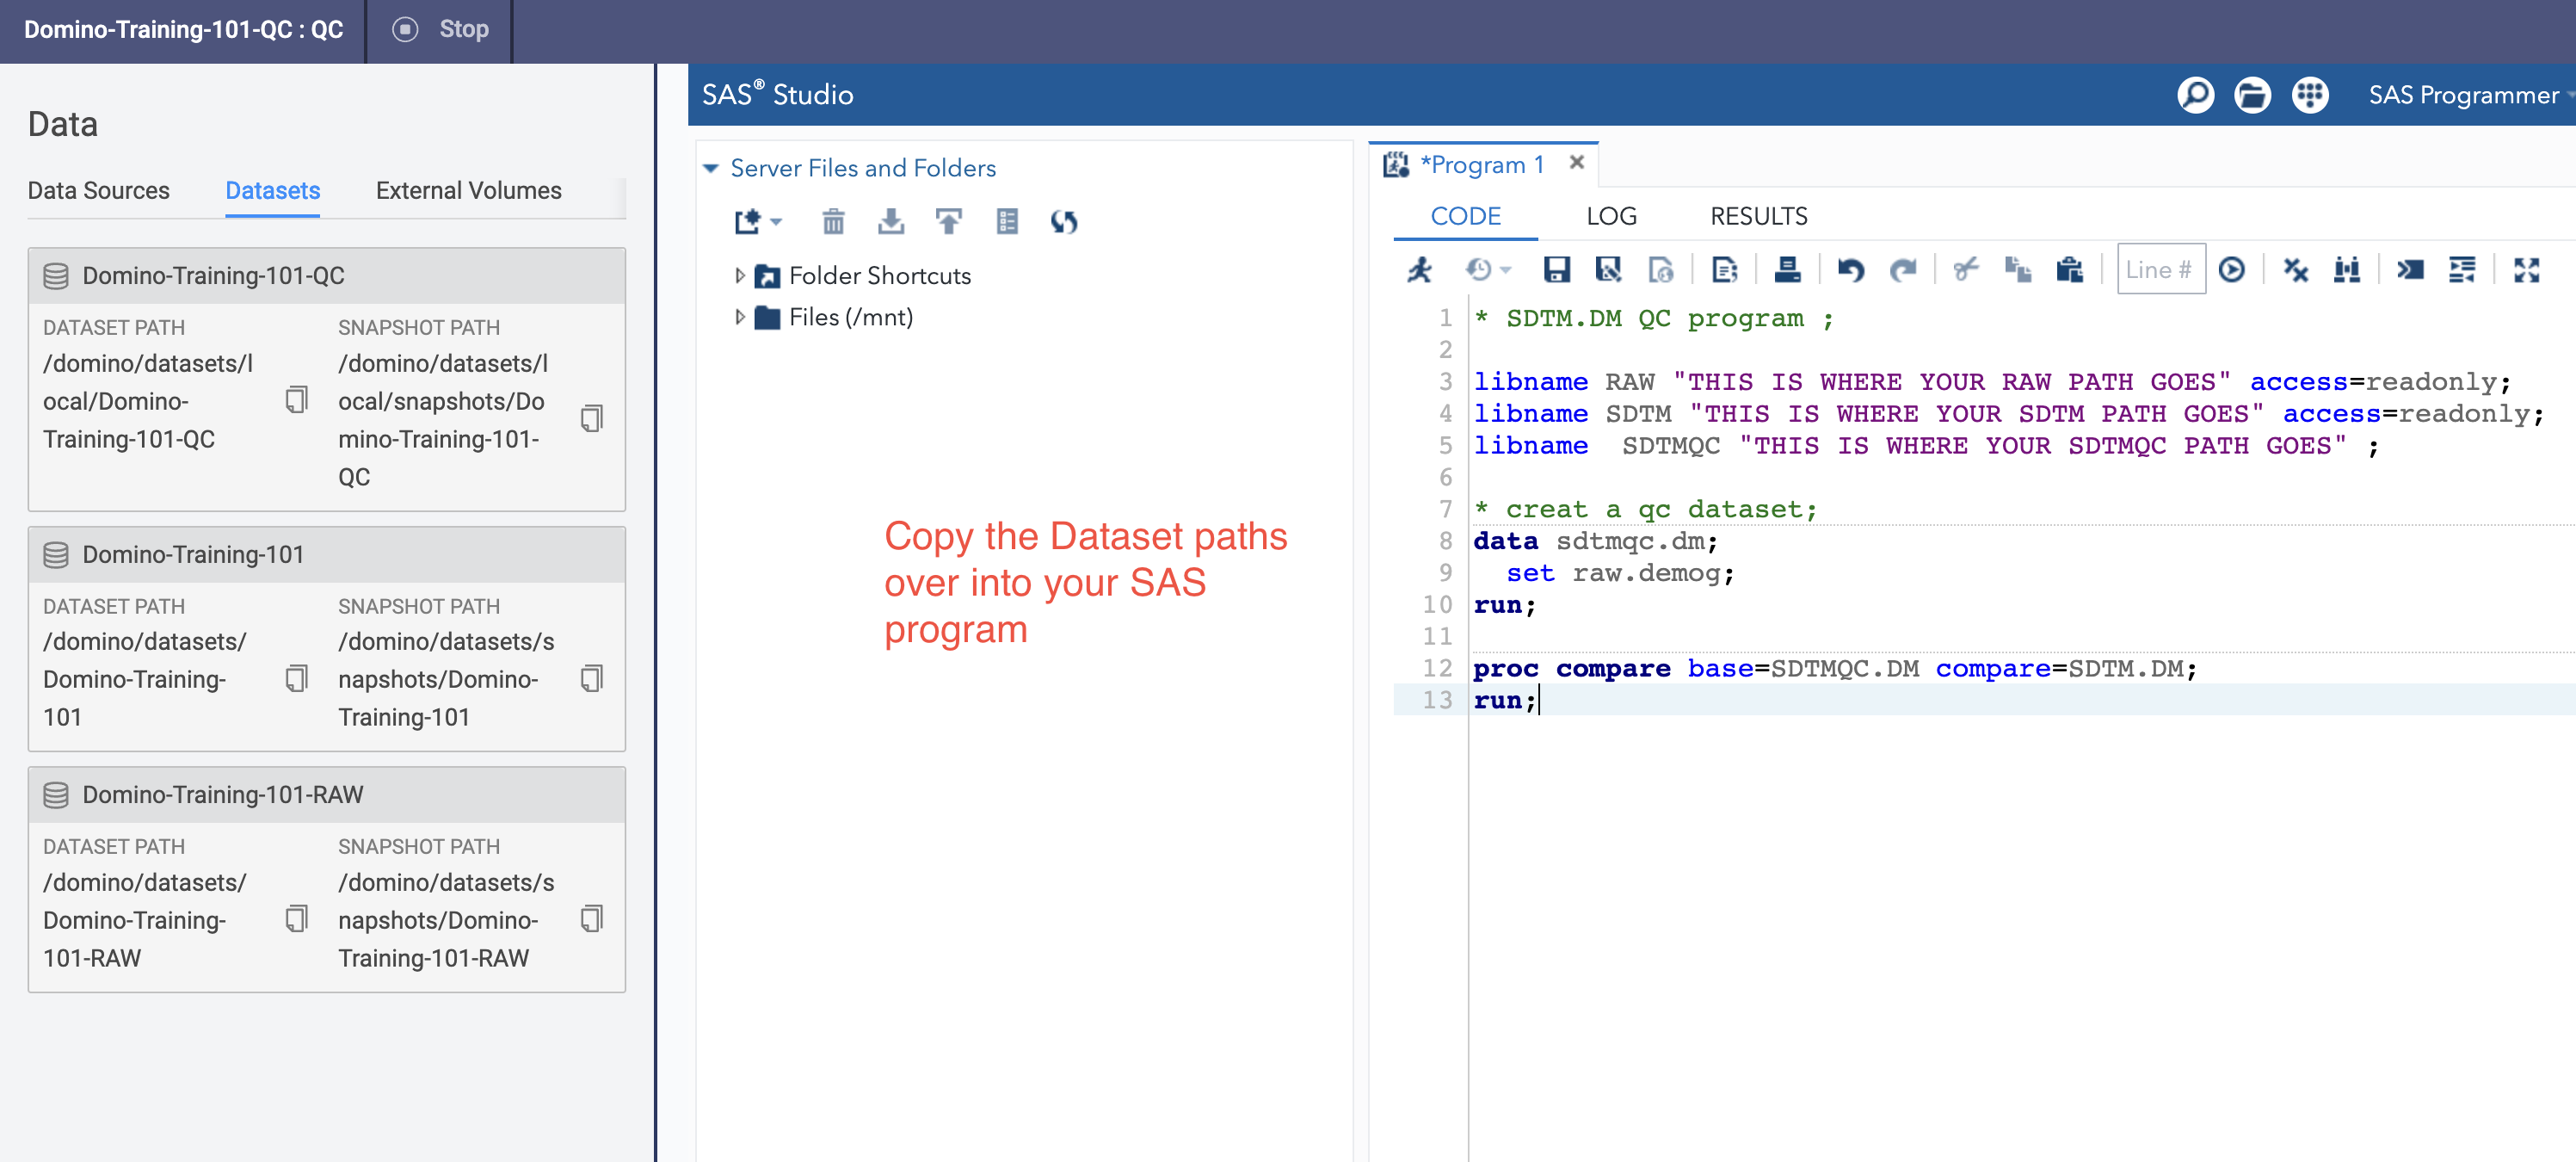 Domino-Training-101-QC : QC
Stop
Data
Data Sources
Datasets
External Volumes
Domino-Training-101-QC
DATASET PATH
/domino/datasets/l
ocal/Domino-
Training-101-QC
SNAPSHOT PATH
/domino/datasets/l
ocal/snapshots/Do
mino-Training-101-
QC
Domino-Training-101
DATASET PATH
/domino/datasets/
Domino-Training-
101
SNAPSHOT PATH
/domino/datasets/s
napshots/Domino-
Training-101
Domino-Training-101-RAW
DATASET PATH
/domino/datasets/
Domino-Training-
101-RAW
SNAPSHOT PATH
/domino/datasets/s
napshots/Domino-
Training-101-RAW
SAS® Studio
SAS Programmer
Server Files and Folders
Folder Shortcuts
Files (/mnt)
Copy the Dataset paths
over into your SAS
program
*Program 1
CODE
LOG
RESULTS
Line #
1 * SDTM.DM QC program ;
2
3 libname RAW "THIS IS WHERE YOUR RAW PATH GOES" access=readonly;
4 libname SDTM "THIS IS WHERE YOUR SDTM PATH GOES" access=readonly;
5 libname  SDTMQC "THIS IS WHERE YOUR SDTMQC PATH GOES" ;
6
7 * creat a qc dataset;
8 data sdtmqc.dm;
9   set raw.demog;
10 run;
11
12 proc compare base=SDTMQC.DM compare=SDTM.DM;
13 run;